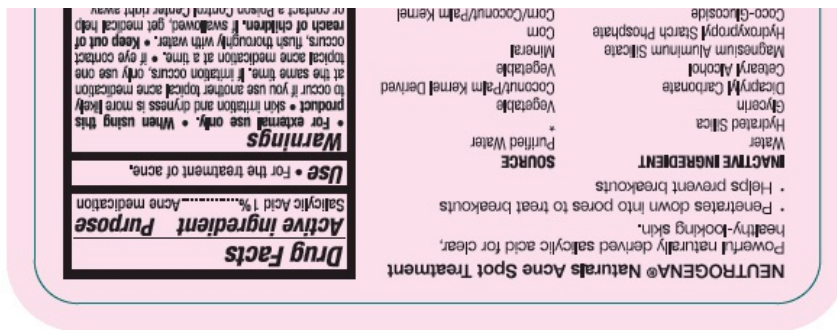 NEUTROGENA® Naturals Acne Spot Treatment
Powerful naturally derived salicylic acid for clear,
healthy-looking skin.
• Penetrates down into pores to treat breakouts
• Helps prevent breakouts
INACTIVE INGREDIENT SOURCE
Water Purified Water
Hydrated Silica *
Glycerin Vegetable
Dicaprylyl Carbonate Coconut/Palm Kernel Derived
Cetearyl Alcohol Vegetable
Magnesium Aluminum Silicate Mineral
Hydroxypropyl Starch Phosphate Corn
Coco-Glucoside Corn/Coconut/Palm Kernel
Drug Facts
Active ingredient Purpose
Salicylic Acid 1%............Acne medication
Use • For the treatment of acne.
Warnings
• For external use only. • When using this
product • skin irritation and dryness is more likely
to occur if you use another topical acne medication
at the same time. If irritation occurs, only use one
topical acne medication at a time. • if eye contact
occurs, flush thoroughly with water. • Keep out of
reach of children. If swallowed, get medical help
or contact a Poison Control Center right away.